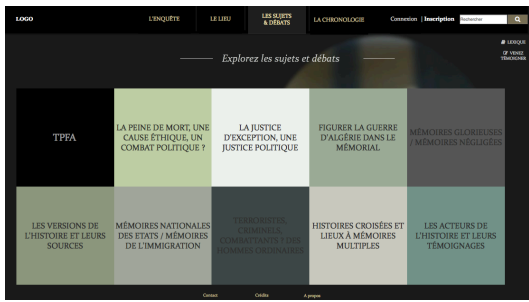 LOGO
L'ENQUÊTE
LE LIEU
LES SUJETS
& DÉBATS
LA CHRONOLOGIE
Connexion | Inscription
Rechercher
LEXIQUE
VENEZ
TÉMOIGNER
Explorez les sujets et débats
TPFA
LA PEINE DE MORT, UNE
CAUSE ÉTHIQUE, UN
COMBAT POLITIQUE ?
LA JUSTICE
D'EXCEPTION, UNE
JUSTICE POLITIQUE
FIGURER LA GUERRE
D'ALGÉRIE DANS LE
MÉMORIAL
MÉMOIRES GLORIEUSES
/ MÉMOIRES NÉGLIGÉES
LES VERSIONS DE
L'HISTOIRE ET LEURS
SOURCES
MÉMOIRES NATIONALES
DES ETATS / MÉMOIRES
DE L'IMMIGRATION
TERRORISTES,
CRIMINELS,
COMBATTANTS ? DES
HOMMES ORDINAIRES
HISTOIRES CROISÉES ET
LIEUX À MÉMOIRES
MULTIPLES
LES ACTEURS DE
L'HISTOIRE ET LEURS
TÉMOIGNAGES
Contact
Crédits
A propos